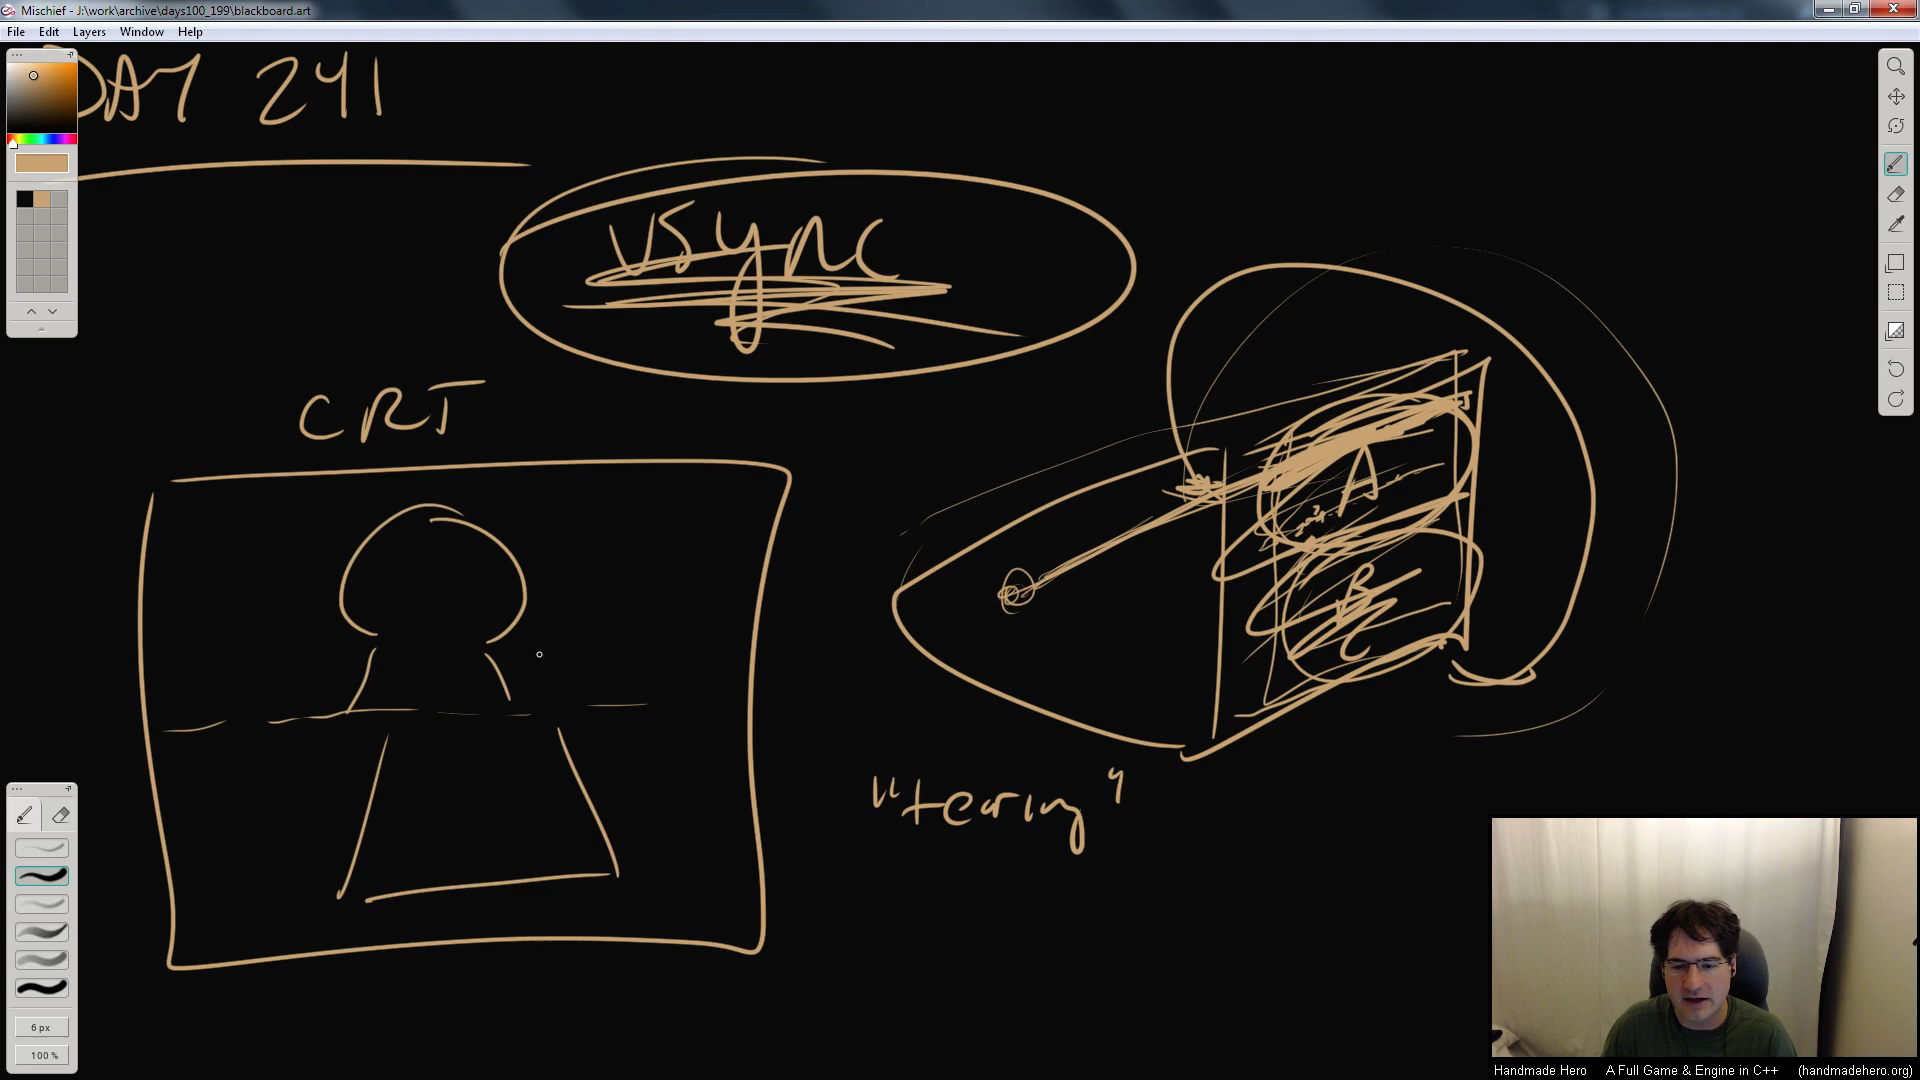 Mischief - J:\work\archive\days100_199\blackboard.art
File Edit Layers Window Help
DAY 241
VSYNC
CRT
A
B
C
"tearing"
6 px
100 %
Handmade Hero A Full Game & Engine in C++ (handmadehero.org)